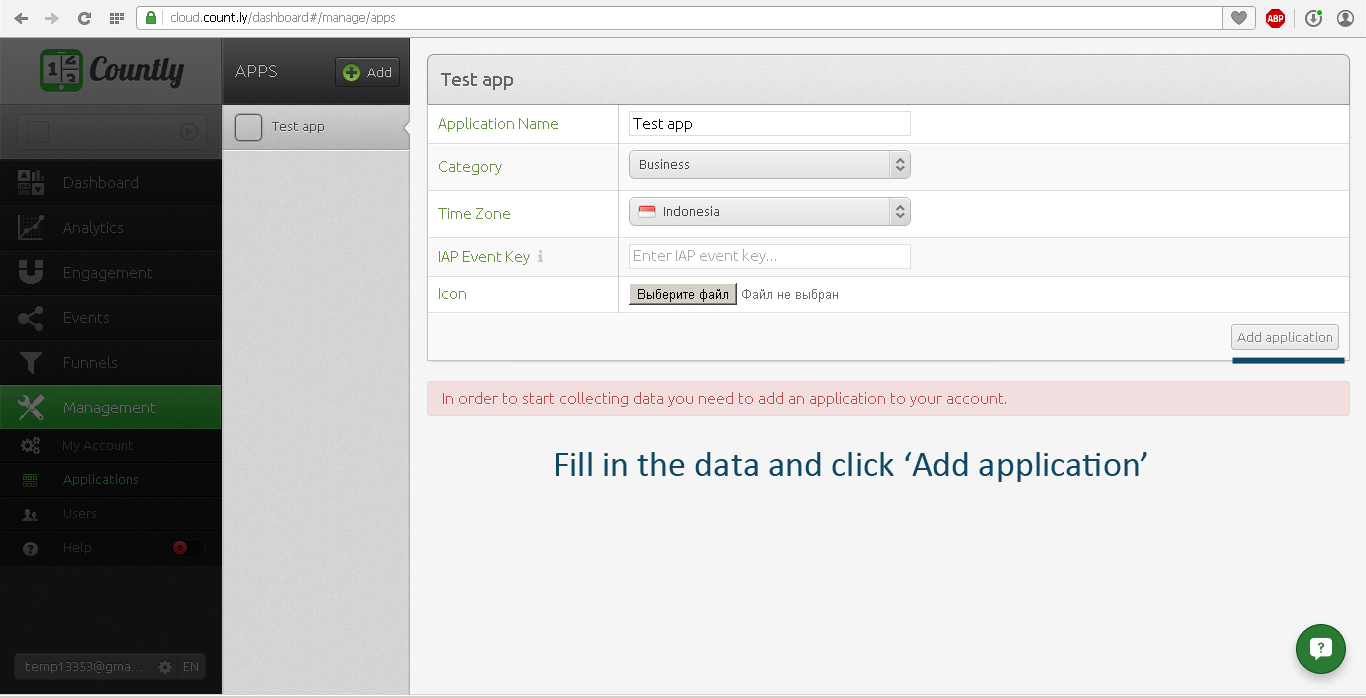 cloud.count.ly/dashboard#/manage/apps
ABP
Countly
APPS
Add
Test app
Dashboard
Analytics
Engagement
Events
Funnels
Management
My Account
Applications
Users
Help
temp13353@gma...
EN
Test app
Application Name
Test app
Category
Business
Time Zone
Indonesia
IAP Event Key
Enter IAP event key...
Icon
Выберите файл Файл не выбран
Add application
In order to start collecting data you need to add an application to your account.
Fill in the data and click ‘Add application’